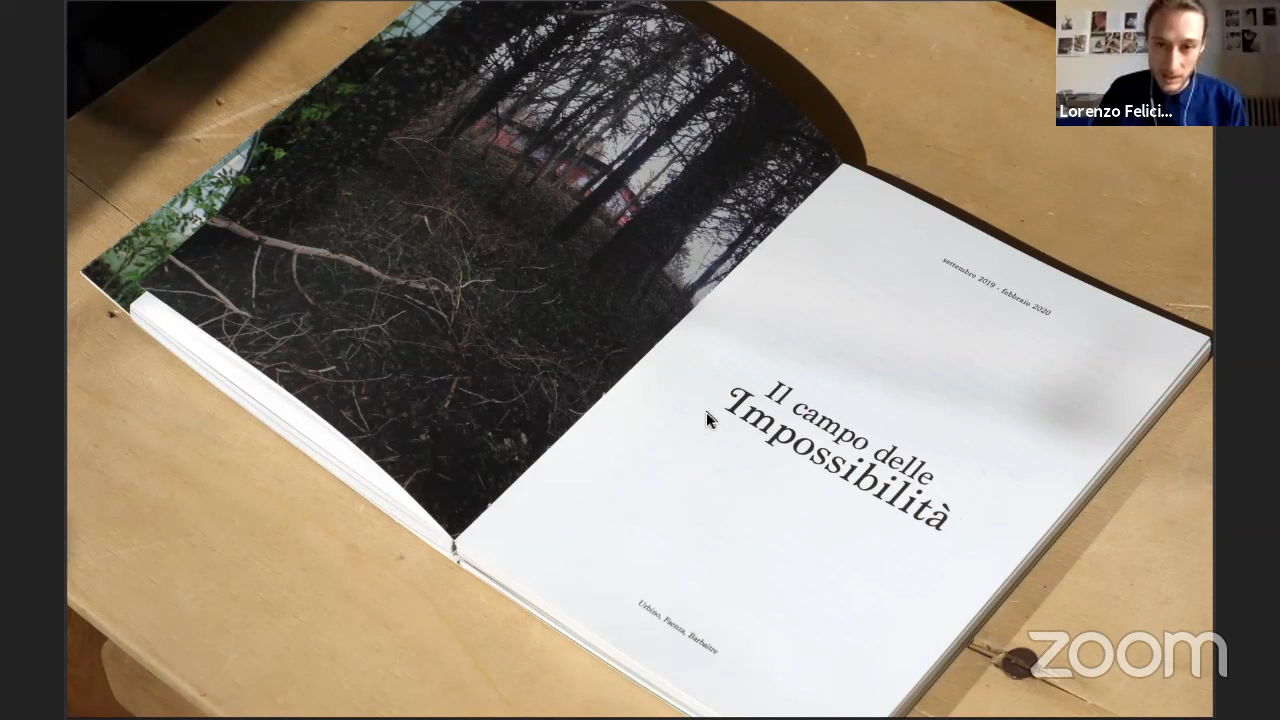 Lorenzo Felici...
settembre 2019 - febbraio 2020
Il campo delle
Impossibilità
Urbino, Faenza, Barbaitre
zoom